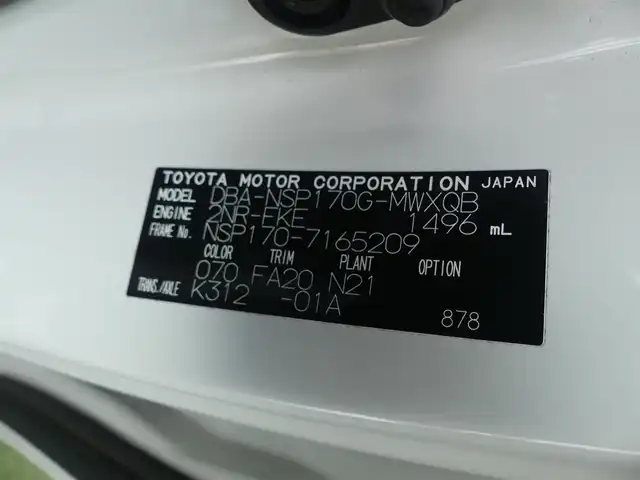 TOYOTA MOTOR CORPORATION JAPAN
MODEL DBA-NSP170G-MWXQB
ENGINE 2NR-FKE 1496 mL
FRAME No. NSP170-7165209
COLOR TRIM PLANT OPTION
070 FA20 N21
TRANS./AXLE K312 -01A
878